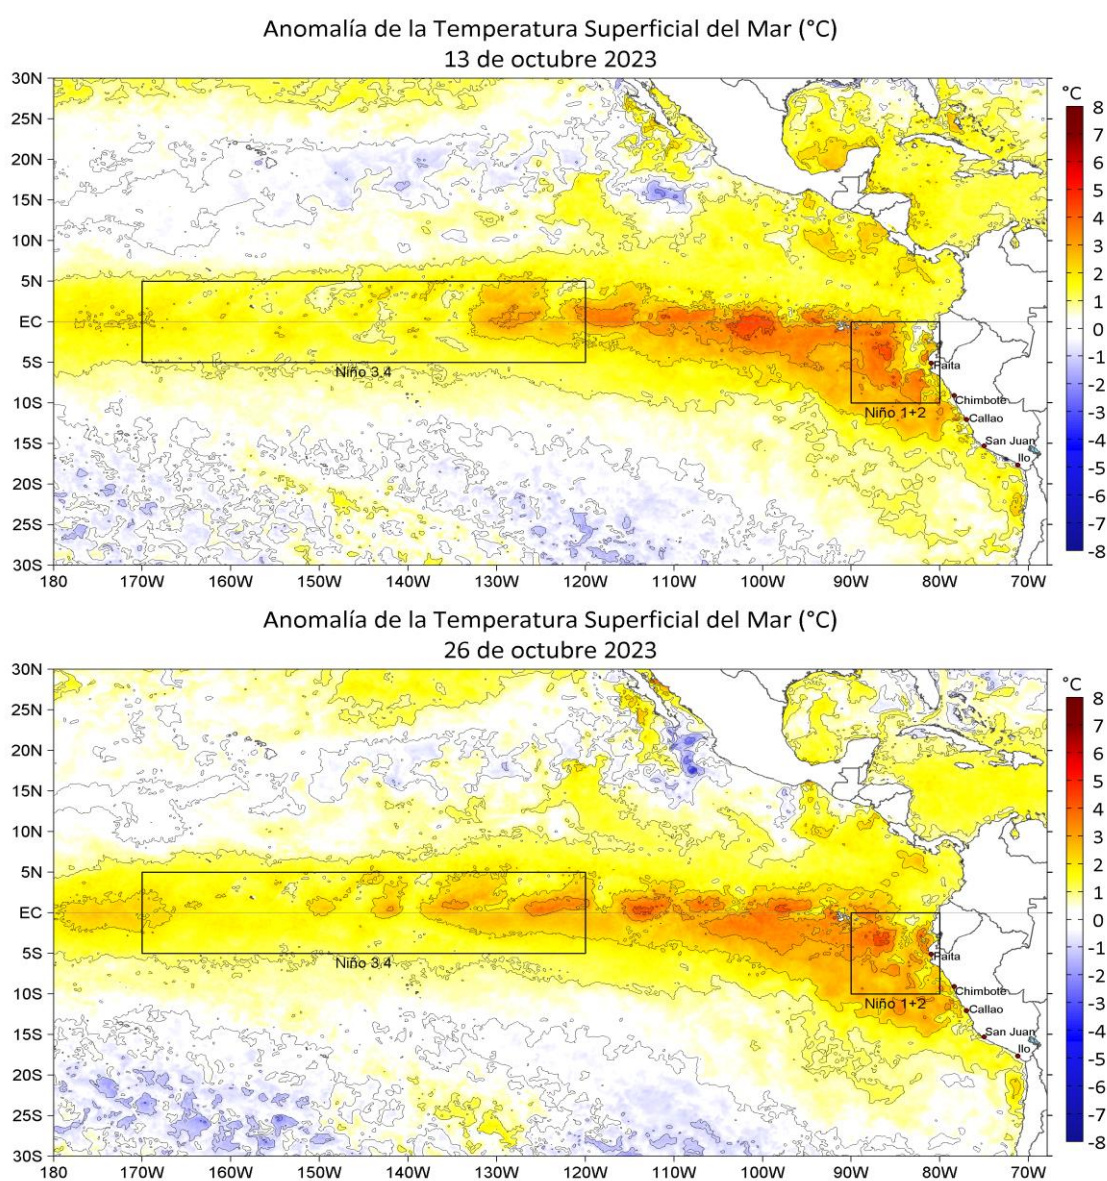 Anomalía de la Temperatura Superficial del Mar (°C)
13 de octubre 2023
°C
30N
25N
20N
15N
10N
5N
EC
5S
10S
15S
20S
25S
30S
Niño 3.4
Niño 1+2
Paita
Chimbote
Callao
San Juan
Ilo
8
7
6
5
4
3
2
1
0
-1
-2
-3
-4
-5
-6
-7
-8
180 170W 160W 150W 140W 130W 120W 110W 100W 90W 80W 70W
Anomalía de la Temperatura Superficial del Mar (°C)
26 de octubre 2023
°C
30N
25N
20N
15N
10N
5N
EC
5S
10S
15S
20S
25S
30S
Niño 3.4
Niño 1+2
Paita
Chimbote
Callao
San Juan
Ilo
8
7
6
5
4
3
2
1
0
-1
-2
-3
-4
-5
-6
-7
-8
180 170W 160W 150W 140W 130W 120W 110W 100W 90W 80W 70W